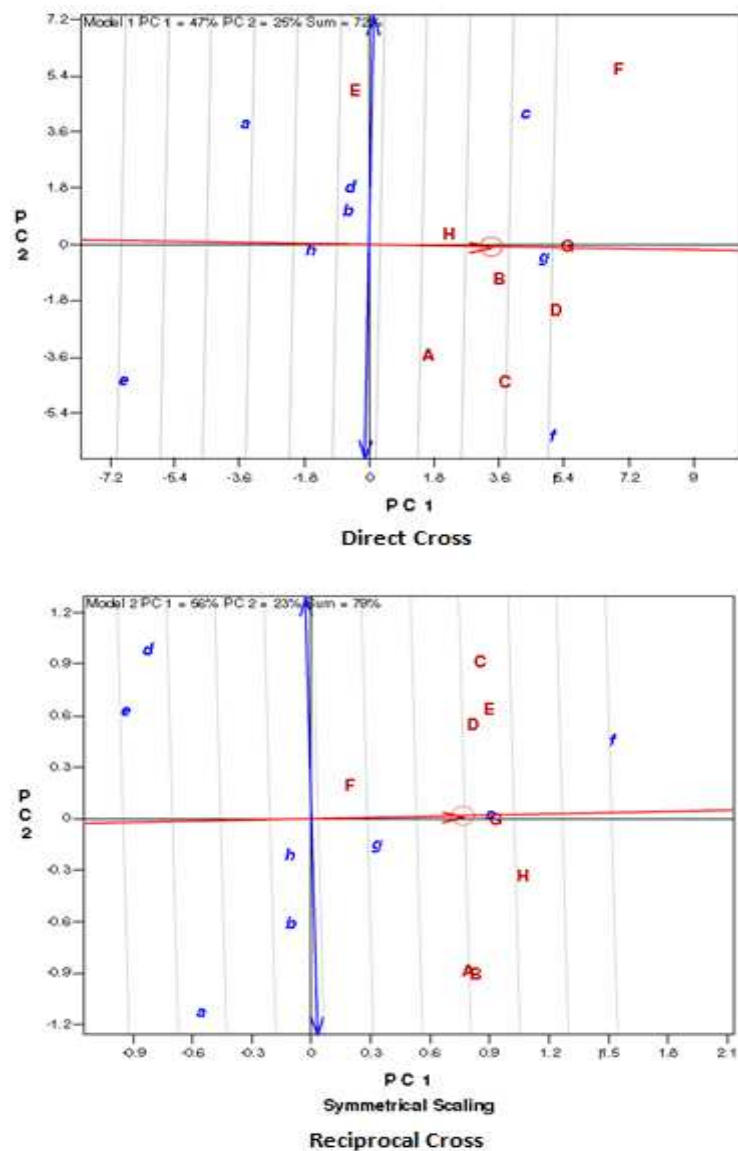 Model 1 PC 1 = 47% PC 2 = 25% Sum = 72%
7.2
F
5.4
E
c
a
3.6
d
1.8
b
P
C
2
H
0
h
G
g
B
-1.8
D
A
-3.6
e
C
-5.4
f
-7.2 -5.4 -3.6 -1.8 0 1.8 3.6 5.4 7.2 9
PC 1
Direct Cross
Model 2 PC 1 = 56% PC 2 = 23% Sum = 79%
1.2
d
C
0.9
E
e
D
0.6
f
0.3
F
P
C
2
0
G
g
h
-0.3
H
b
-0.6
A B
-0.9
a
-1.2
-0.9 -0.6 -0.3 0 0.3 0.6 0.9 1.2 1.5 1.8 2.1
PC 1
Symmetrical Scaling
Reciprocal Cross